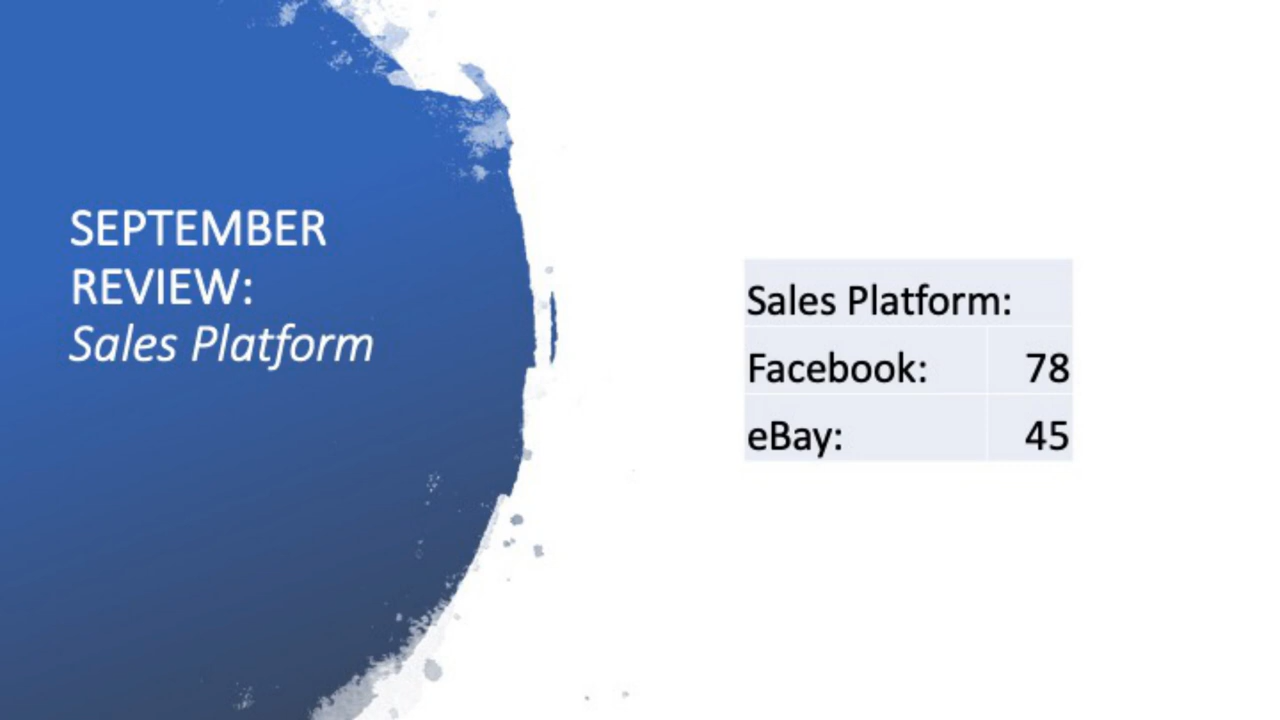 SEPTEMBER
REVIEW:
Sales Platform
Sales Platform:
Facebook: 78
eBay: 45